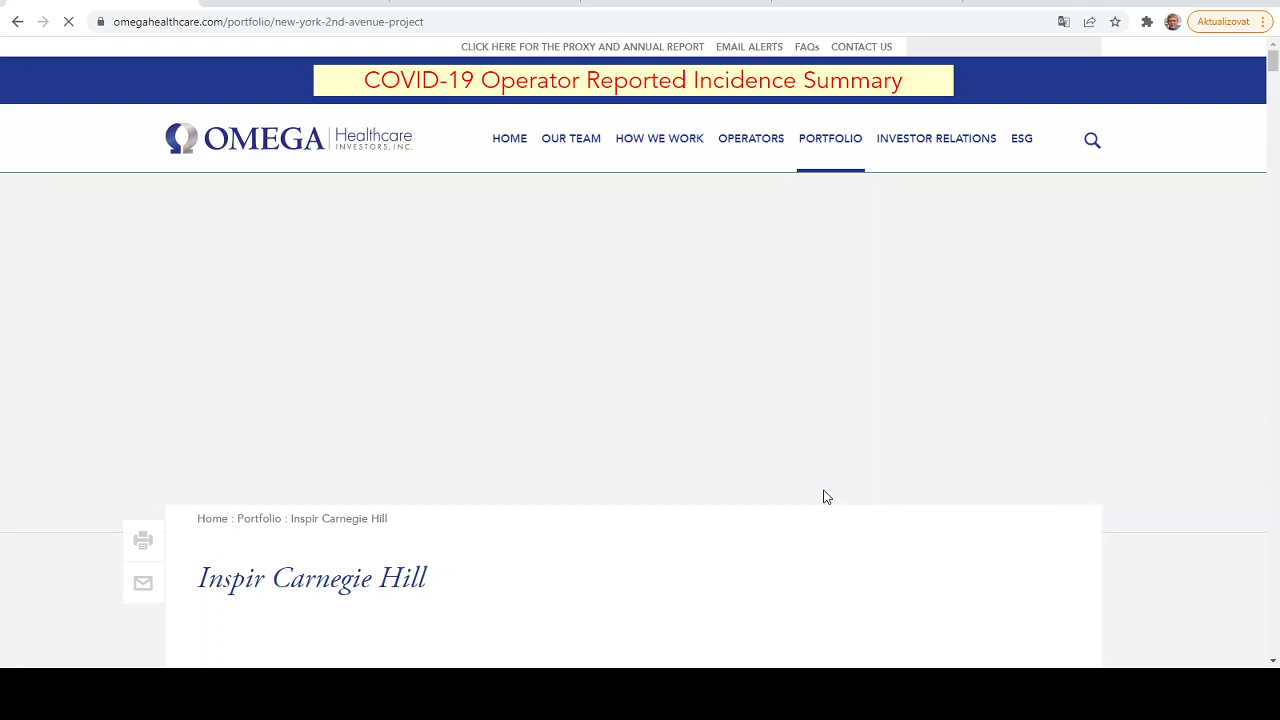 omegahealthcare.com/portfolio/new-york-2nd-avenue-project
Aktualizovat
CLICK HERE FOR THE PROXY AND ANNUAL REPORT EMAIL ALERTS FAQs CONTACT US
COVID-19 Operator Reported Incidence Summary
OMEGA Healthcare
INVESTORS, INC.
HOME OUR TEAM HOW WE WORK OPERATORS PORTFOLIO INVESTOR RELATIONS ESG
Home : Portfolio : Inspir Carnegie Hill
Inspir Carnegie Hill